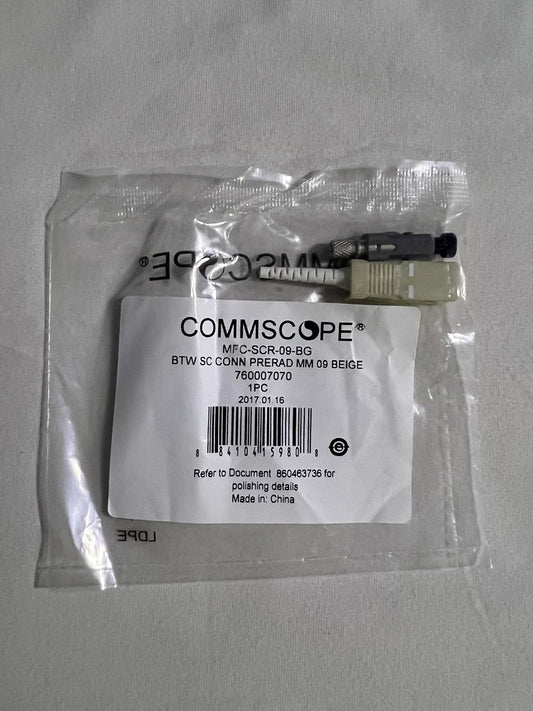 COMMSCOPE®
COMMSCOPE®
MFC-SCR-09-BG
BTW SC CONN PRERAD MM 09 BEIGE
760007070
1PC
2017.01.16
8 84104 15980 8
Refer to Document 860463736 for
polishing details
Made in: China
LDPE